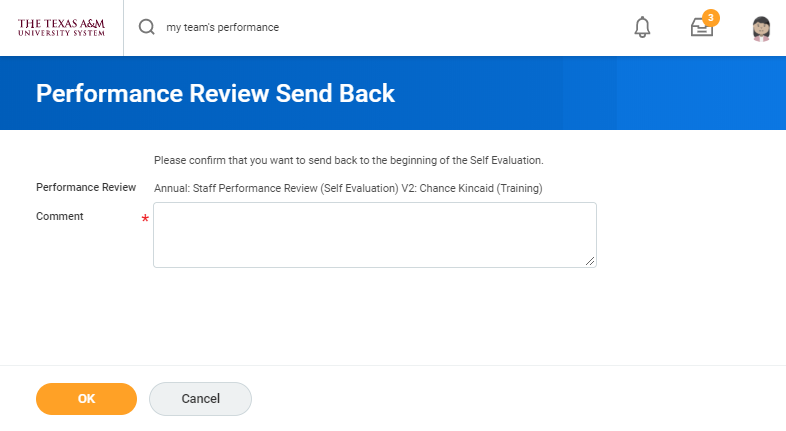 THE TEXAS A&M
UNIVERSITY SYSTEM
my team's performance
3
Performance Review Send Back
Please confirm that you want to send back to the beginning of the Self Evaluation.
Performance Review Annual: Staff Performance Review (Self Evaluation) V2: Chance Kincaid (Training)
Comment *
OK Cancel